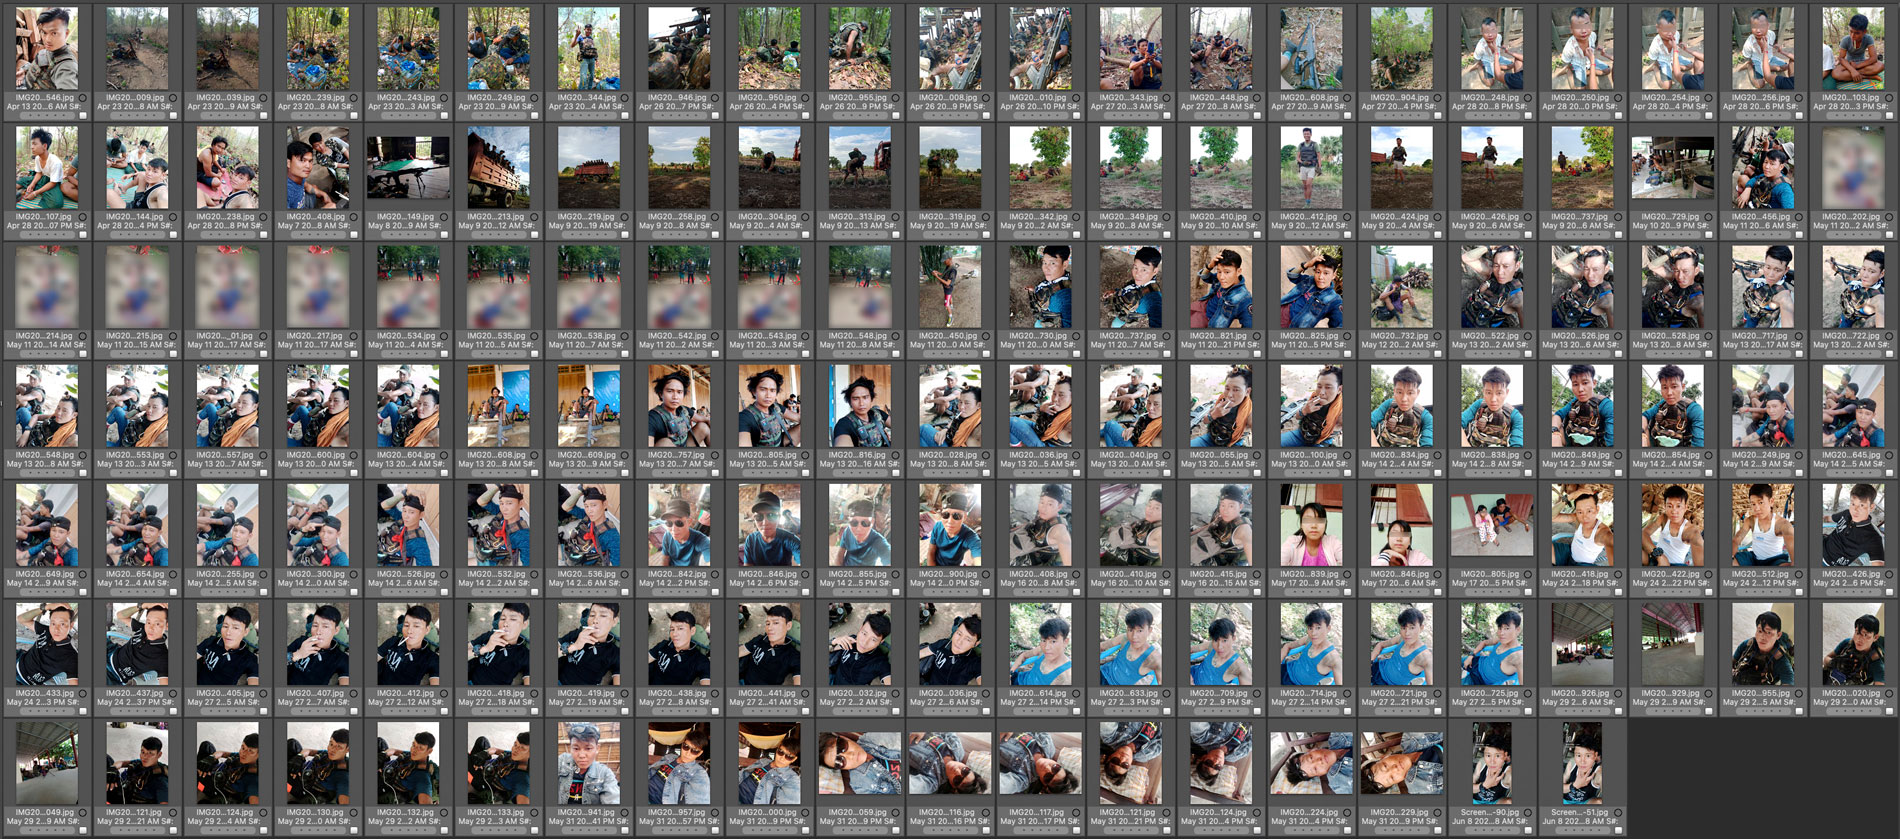 IMG20...546.jpg
Apr 13 20...6 AM S#:
IMG20...009.jpg
Apr 23 20...8 AM S#:
IMG20...039.jpg
Apr 23 20...9 AM S#:
IMG20...239.jpg
Apr 23 20...8 AM S#:
IMG20...243.jpg
Apr 23 20...3 AM S#:
IMG20...249.jpg
Apr 23 20...9 AM S#:
IMG20...344.jpg
Apr 23 20...4 AM S#:
IMG20...946.jpg
Apr 26 20...7 PM S#:
IMG20...950.jpg
Apr 26 20...4 PM S#:
IMG20...955.jpg
Apr 26 20...9 PM S#:
IMG20...008.jpg
Apr 26 20...9 PM S#:
IMG20...010.jpg
Apr 26 20...10 PM S#:
IMG20...343.jpg
Apr 27 20...3 AM S#:
IMG20...448.jpg
Apr 27 20...8 AM S#:
IMG20...608.jpg
Apr 27 20...9 AM S#:
IMG20...904.jpg
Apr 27 20...4 PM S#:
IMG20...248.jpg
Apr 28 20...8 PM S#:
IMG20...250.jpg
Apr 28 20...0 PM S#:
IMG20...254.jpg
Apr 28 20...4 PM S#:
IMG20...256.jpg
Apr 28 20...6 PM S#:
IMG20...103.jpg
Apr 28 20...3 PM S#:
IMG20...107.jpg
Apr 28 20...07 PM S#:
IMG20...144.jpg
Apr 28 20...4 PM S#:
IMG20...238.jpg
Apr 28 20...8 PM S#:
IMG20...408.jpg
May 7 20...8 AM S#:
IMG20...149.jpg
May 8 20...9 AM S#:
IMG20...213.jpg
May 9 20...12 AM S#:
IMG20...219.jpg
May 9 20...19 AM S#:
IMG20...258.jpg
May 9 20...9 AM S#:
IMG20...304.jpg
May 9 20...4 AM S#:
IMG20...313.jpg
May 9 20...13 AM S#:
IMG20...319.jpg
May 9 20...19 AM S#:
IMG20...342.jpg
May 9 20...2 AM S#:
IMG20...349.jpg
May 9 20...8 AM S#:
IMG20...410.jpg
May 9 20...10 AM S#:
IMG20...412.jpg
May 9 20...12 AM S#:
IMG20...424.jpg
May 9 20...4 AM S#:
IMG20...426.jpg
May 9 20...6 AM S#:
IMG20...737.jpg
May 9 20...6 AM S#:
IMG20...729.jpg
May 10 20...9 PM S#:
IMG20...456.jpg
May 11 20...6 AM S#:
IMG20...202.jpg
May 11 20...2 AM S#:
IMG20...214.jpg
May 11 20...14 AM S#:
IMG20...215.jpg
May 11 20...15 AM S#:
IMG20..._01.jpg
May 11 20...17 AM S#:
IMG20...217.jpg
May 11 20...17 AM S#:
IMG20...534.jpg
May 11 20...4 AM S#:
IMG20...535.jpg
May 11 20...5 AM S#:
IMG20...538.jpg
May 11 20...7 AM S#:
IMG20...542.jpg
May 11 20...2 AM S#:
IMG20...543.jpg
May 11 20...3 AM S#:
IMG20...548.jpg
May 11 20...8 AM S#:
IMG20...450.jpg
May 11 20...0 AM S#:
IMG20...730.jpg
May 11 20...0 AM S#:
IMG20...737.jpg
May 11 20...7 AM S#:
IMG20...821.jpg
May 11 20...21 PM S#:
IMG20...825.jpg
May 11 20...5 PM S#:
IMG20...732.jpg
May 12 20...2 AM S#:
IMG20...522.jpg
May 13 20...2 AM S#:
IMG20...526.jpg
May 13 20...6 AM S#:
IMG20...528.jpg
May 13 20...8 AM S#:
IMG20...717.jpg
May 13 20...17 AM S#:
IMG20...722.jpg
May 13 20...2 AM S#:
IMG20...548.jpg
May 13 20...8 AM S#:
IMG20...553.jpg
May 13 20...3 AM S#:
IMG20...557.jpg
May 13 20...7 AM S#:
IMG20...600.jpg
May 13 20...0 AM S#:
IMG20...604.jpg
May 13 20...4 AM S#:
IMG20...608.jpg
May 13 20...8 AM S#:
IMG20...609.jpg
May 13 20...9 AM S#:
IMG20...757.jpg
May 13 20...7 AM S#:
IMG20...805.jpg
May 13 20...5 AM S#:
IMG20...816.jpg
May 13 20...16 AM S#:
IMG20...028.jpg
May 13 20...8 AM S#:
IMG20...036.jpg
May 13 20...5 AM S#:
IMG20...040.jpg
May 13 20...0 AM S#:
IMG20...055.jpg
May 13 20...5 AM S#:
IMG20...100.jpg
May 13 20...0 AM S#:
IMG20...834.jpg
May 14 2...4 AM S#:
IMG20...838.jpg
May 14 2...8 AM S#:
IMG20...849.jpg
May 14 2...9 AM S#:
IMG20...854.jpg
May 14 2...4 AM S#:
IMG20...249.jpg
May 14 2...9 AM S#:
IMG20...645.jpg
May 14 2...5 AM S#:
IMG20...649.jpg
May 14 2...9 AM S#:
IMG20...654.jpg
May 14 2...4 AM S#:
IMG20...255.jpg
May 14 2...5 AM S#:
IMG20...300.jpg
May 14 2...0 AM S#:
IMG20...526.jpg
May 14 2...6 AM S#:
IMG20...532.jpg
May 14 2...2 AM S#:
IMG20...536.jpg
May 14 2...6 AM S#:
IMG20...842.jpg
May 14 2...2 PM S#:
IMG20...846.jpg
May 14 2...6 PM S#:
IMG20...855.jpg
May 14 2...5 PM S#:
IMG20...900.jpg
May 14 2...0 PM S#:
IMG20...408.jpg
May 16 20...8 AM S#:
IMG20...410.jpg
May 16 20...10 AM S#:
IMG20...415.jpg
May 16 20...15 AM S#:
IMG20...839.jpg
May 17 20...9 AM S#:
IMG20...846.jpg
May 17 20...6 AM S#:
IMG20...805.jpg
May 17 20...5 PM S#:
IMG20...418.jpg
May 24 2...18 PM S#:
IMG20...422.jpg
May 24 2...22 PM S#:
IMG20...512.jpg
May 24 2...12 PM S#:
IMG20...426.jpg
May 24 2...6 PM S#:
IMG20...433.jpg
May 24 2...3 PM S#:
IMG20...437.jpg
May 24 2...37 PM S#:
IMG20...405.jpg
May 27 2...5 AM S#:
IMG20...407.jpg
May 27 2...7 AM S#:
IMG20...412.jpg
May 27 2...12 AM S#:
IMG20...418.jpg
May 27 2...18 AM S#:
IMG20...419.jpg
May 27 2...19 AM S#:
IMG20...438.jpg
May 27 2...8 AM S#:
IMG20...441.jpg
May 27 2...41 AM S#:
IMG20...032.jpg
May 27 2...2 AM S#:
IMG20...036.jpg
May 27 2...6 AM S#:
IMG20...614.jpg
May 27 2...14 PM S#:
IMG20...633.jpg
May 27 2...3 PM S#:
IMG20...709.jpg
May 27 2...9 PM S#:
IMG20...714.jpg
May 27 2...14 PM S#:
IMG20...721.jpg
May 27 2...21 PM S#:
IMG20...725.jpg
May 27 2...5 PM S#:
IMG20...926.jpg
May 29 2...6 AM S#:
IMG20...929.jpg
May 29 2...9 AM S#:
IMG20...955.jpg
May 29 2...5 AM S#:
IMG20...020.jpg
May 29 2...0 AM S#:
IMG20...049.jpg
May 29 2...9 AM S#:
IMG20...121.jpg
May 29 2...21 AM S#:
IMG20...124.jpg
May 29 2...4 AM S#:
IMG20...130.jpg
May 29 2...0 AM S#:
IMG20...132.jpg
May 29 2...2 AM S#:
IMG20...133.jpg
May 29 2...3 AM S#:
IMG20...941.jpg
May 31 20...41 PM S#:
IMG20...957.jpg
May 31 20...57 PM S#:
IMG20...000.jpg
May 31 20...0 PM S#:
IMG20...059.jpg
May 31 20...9 PM S#:
IMG20...116.jpg
May 31 20...16 PM S#:
IMG20...117.jpg
May 31 20...17 PM S#:
IMG20...121.jpg
May 31 20...21 PM S#:
IMG20...124.jpg
May 31 20...4 PM S#:
IMG20...224.jpg
May 31 20...4 PM S#:
IMG20...229.jpg
May 31 20...9 PM S#:
Screen...-90.jpg
Jun 8 202...8 AM S#:
Screen...-51.jpg
Jun 8 202...8 AM S#: